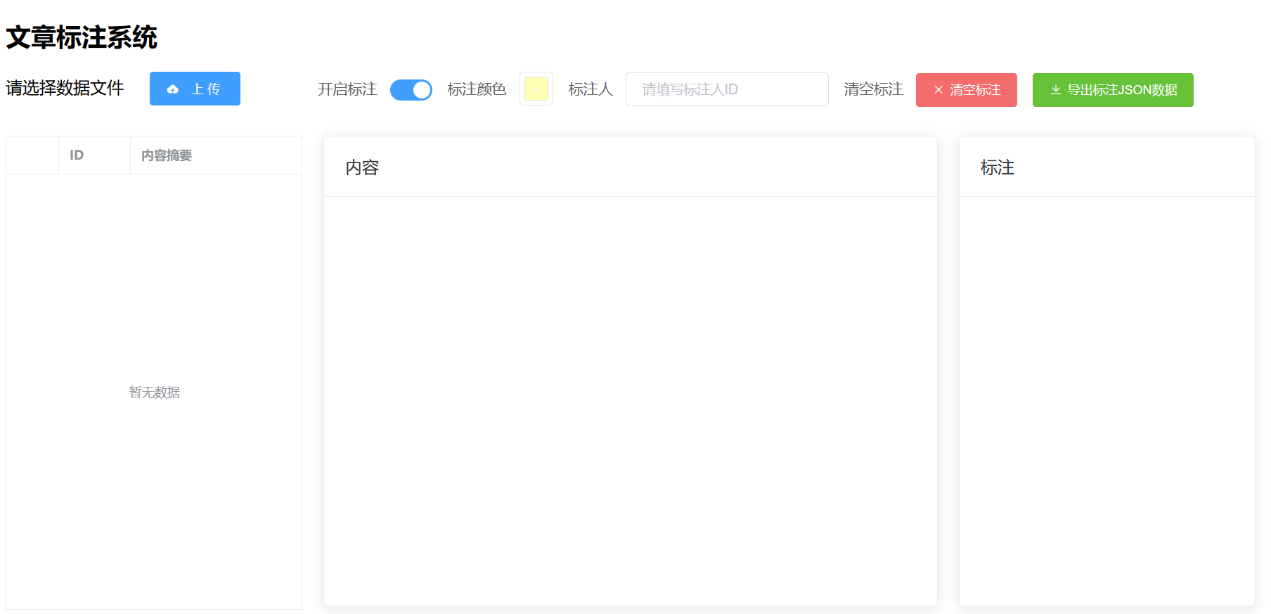 文章标注系统
请选择数据文件 上 传 开启标注 标注颜色 标注人 请填写标注人ID 清空标注 清空标注 导出标注JSON数据
ID 内容摘要
内容
标注
暂无数据